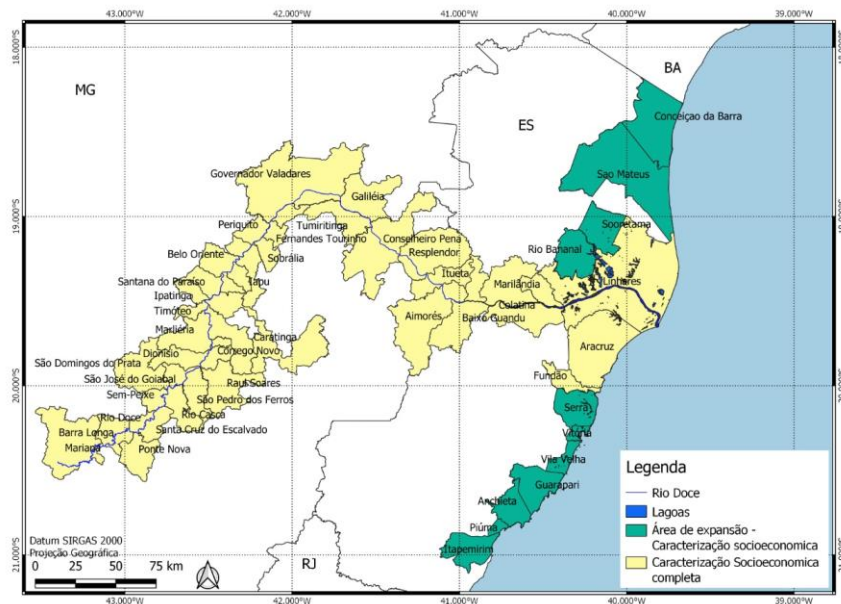 43.000°W
42.000°W
41.000°W
40.000°W
39.000°W
18.000°S
19.000°S
20.000°S
21.000°S
MG
ES
BA
RJ
Conceiçao da Barra
Sao Mateus
Governador Valadares
Galiléia
Sooretama
Periquito
Tumiritinga
Fernandes Tourinho
Conselheiro Pena
Rio Bananal
Belo Oriente
Sobrália
Resplendor
Itueta
Santana do Paraíso
Iapu
Marilândia
Linhares
Ipatinga
Colatina
Timóteo
Aimorés
Baixo Guandu
Marliéria
Caratinga
Aracruz
Dionísio
Córrego Novo
São Domingos do Prata
São José do Goiabal
Raul Soares
Fundão
Sem-Peixe
São Pedro dos Ferros
Rio Doce
Rio Casca
Serra
Barra Longa
Santa Cruz do Escalvado
Vitória
Mariana
Ponte Nova
Vila Velha
Guarapari
Anchieta
Piúma
Itapemirim
Legenda
Rio Doce
Lagoas
Área de expansão -
Caracterização socioeconomica
Caracterização Socioeconomica
completa
Datum SIRGAS 2000
Projeção Geográfica
0 25 50 75 km